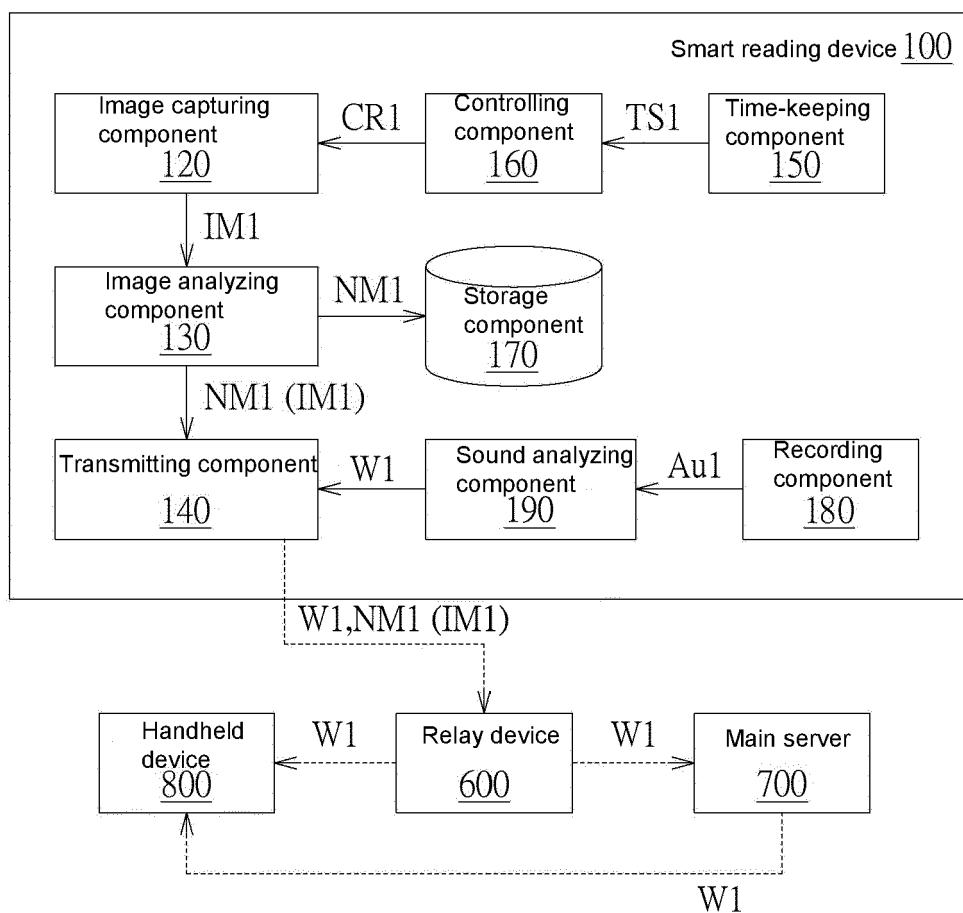 Smart reading device 100
Image capturing
component
120
CR1
Controlling
component
160
TS1
Time-keeping
component
150
IM1
Image analyzing
component
130
NM1
Storage
component
170
NM1 (IM1)
Transmitting component
140
W1
Sound analyzing
component
190
Au1
Recording
component
180
W1,NM1 (IM1)
Handheld
device
800
W1
Relay device
600
W1
Main server
700
W1